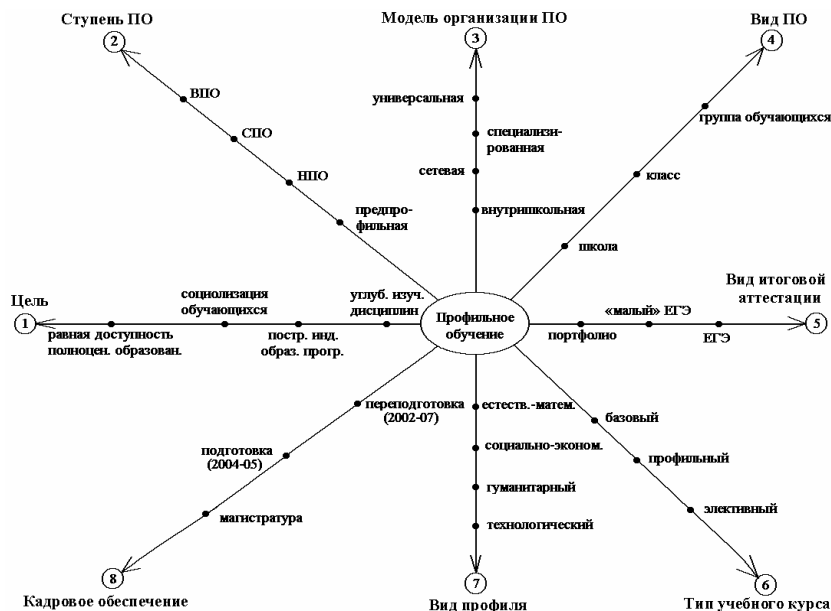 Ступень ПО
2
ВПО
СПО
НПО
предпро-
фильная
Модель организации ПО
3
универсальная
специализи-
рованная
сетевая
внутришкольная
Вид ПО
4
группа обучающихся
класс
школа
Цель
1
равная доступность
полноцен. образован.
социолизация
обучающихся
постр. инд.
образ. прогр.
углуб. изуч.
дисциплин
Профильное
обучение
портфолио
«малый» ЕГЭ
ЕГЭ
Вид итоговой
аттестации
5
переподготовка
(2002-07)
подготовка
(2004-05)
магистратура
8
Кадровое обеспечение
естеств.-матем.
социально-эконом.
гуманитарный
технологический
7
Вид профиля
базовый
профильный
элективный
6
Тип учебного курса